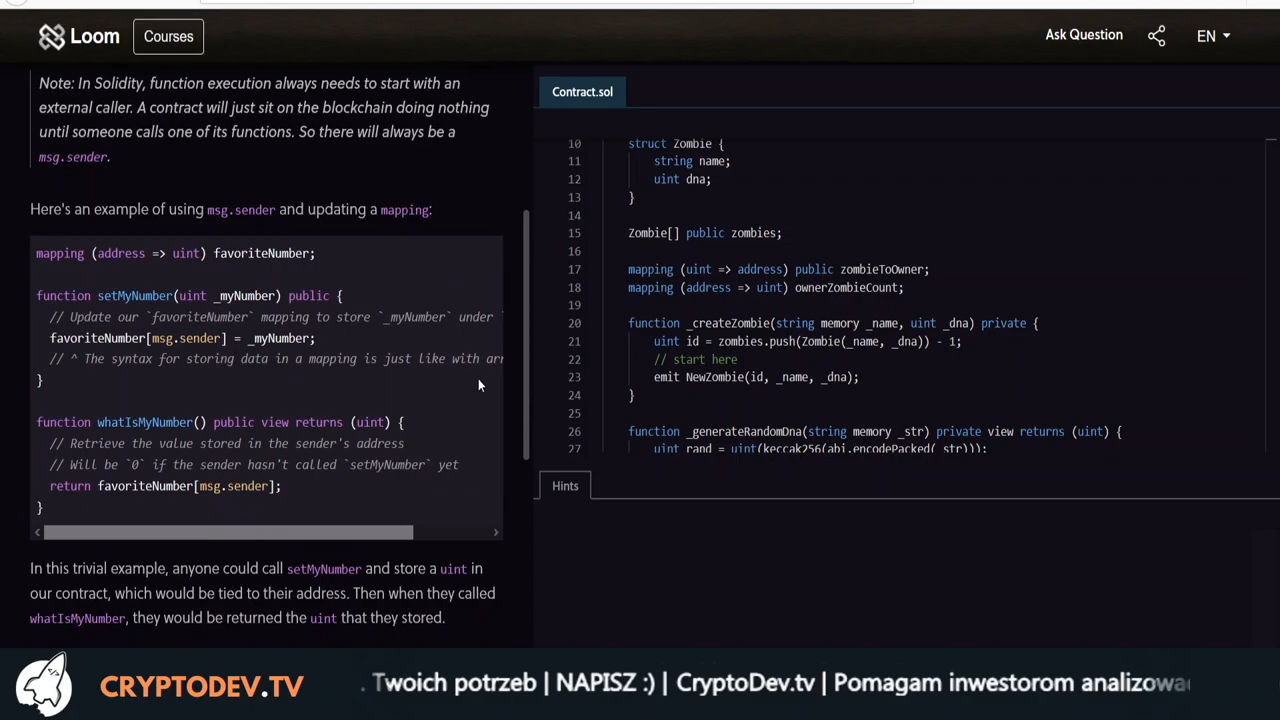 Loom
Courses
Ask Question
EN
Note: In Solidity, function execution always needs to start with an
external caller. A contract will just sit on the blockchain doing nothing
until someone calls one of its functions. So there will always be a
msg.sender.
Here's an example of using msg.sender and updating a mapping:
mapping (address => uint) favoriteNumber;
function setMyNumber(uint _myNumber) public {
// Update our `favoriteNumber` mapping to store `_myNumber` under `
favoriteNumber[msg.sender] = _myNumber;
// ^ The syntax for storing data in a mapping is just like with arr
}
function whatIsMyNumber() public view returns (uint) {
// Retrieve the value stored in the sender's address
// Will be `0` if the sender hasn't called `setMyNumber` yet
return favoriteNumber[msg.sender];
}
In this trivial example, anyone could call setMyNumber and store a uint in
our contract, which would be tied to their address. Then when they called
whatIsMyNumber, they would be returned the uint that they stored.
Contract.sol
10 struct Zombie {
11 string name;
12 uint dna;
13 }
14
15 Zombie[] public zombies;
16
17 mapping (uint => address) public zombieToOwner;
18 mapping (address => uint) ownerZombieCount;
19
20 function _createZombie(string memory _name, uint _dna) private {
21 uint id = zombies.push(Zombie(_name, _dna)) - 1;
22 // start here
23 emit NewZombie(id, _name, _dna);
24 }
25
26 function _generateRandomDna(string memory _str) private view returns (uint) {
27 uint rand = uint(keccak256(abi.encodePacked(_str)));
Hints
CRYPTODEV.TV
. Twoich potrzeb | NAPISZ :) | CryptoDev.tv | Pomagam inwestorom analizowa